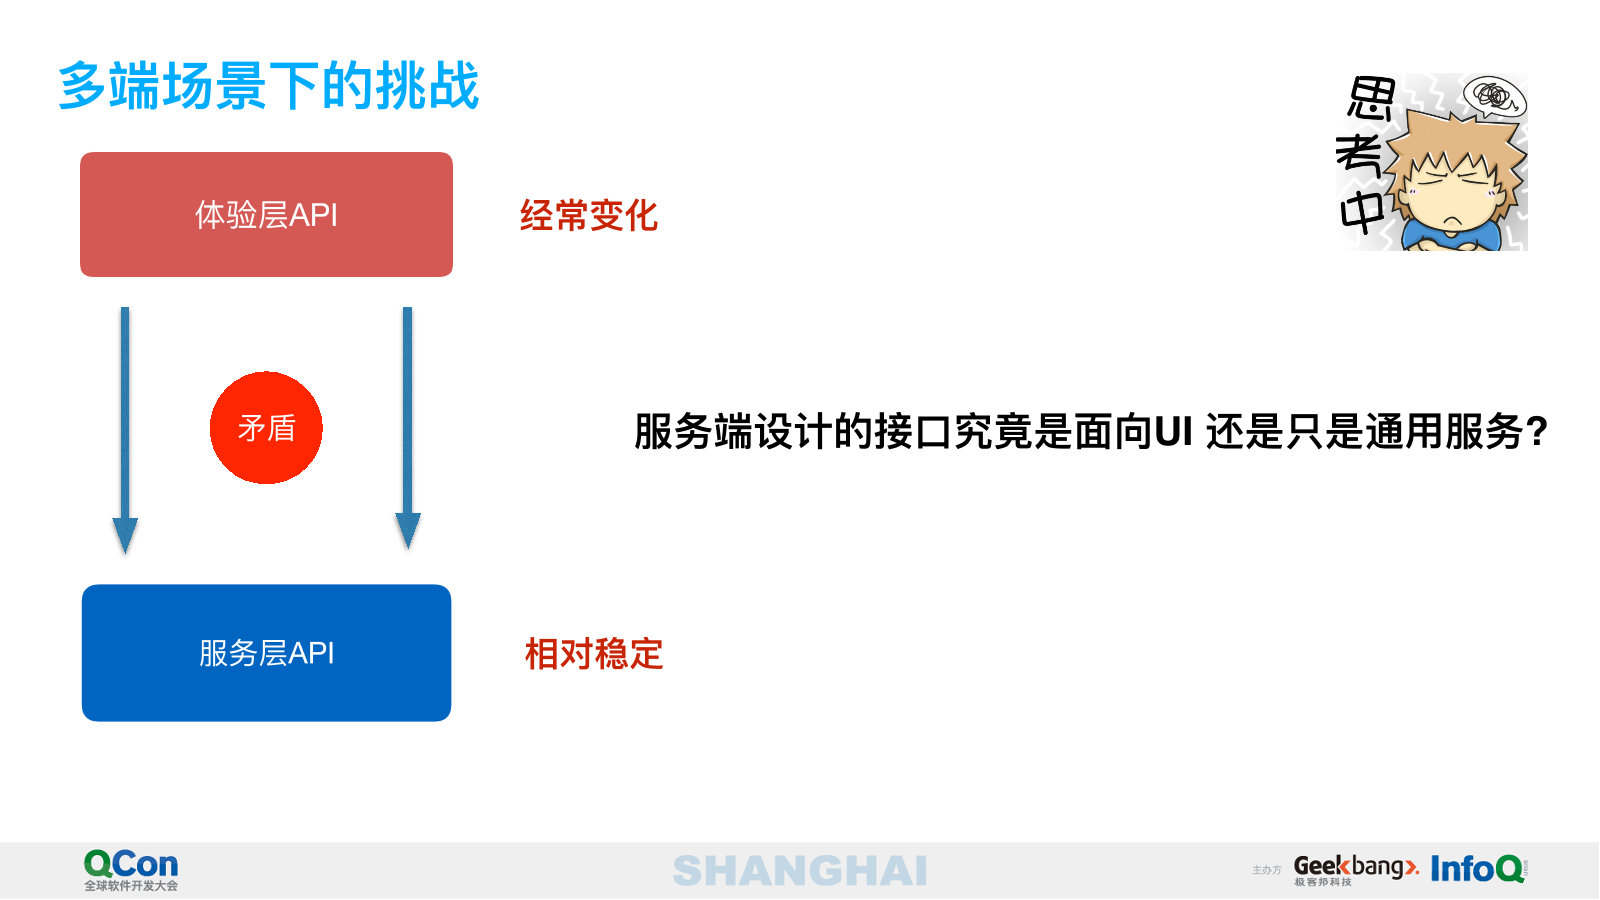 多端场景下的挑战
思考中
体验层API
经常变化
矛盾
服务端设计的接口究竟是面向UI 还是只是通用服务?
服务层API
相对稳定
QCon
全球软件开发大会
SHANGHAI
主办方
Geekbang>.
极客邦科技
InfoQ